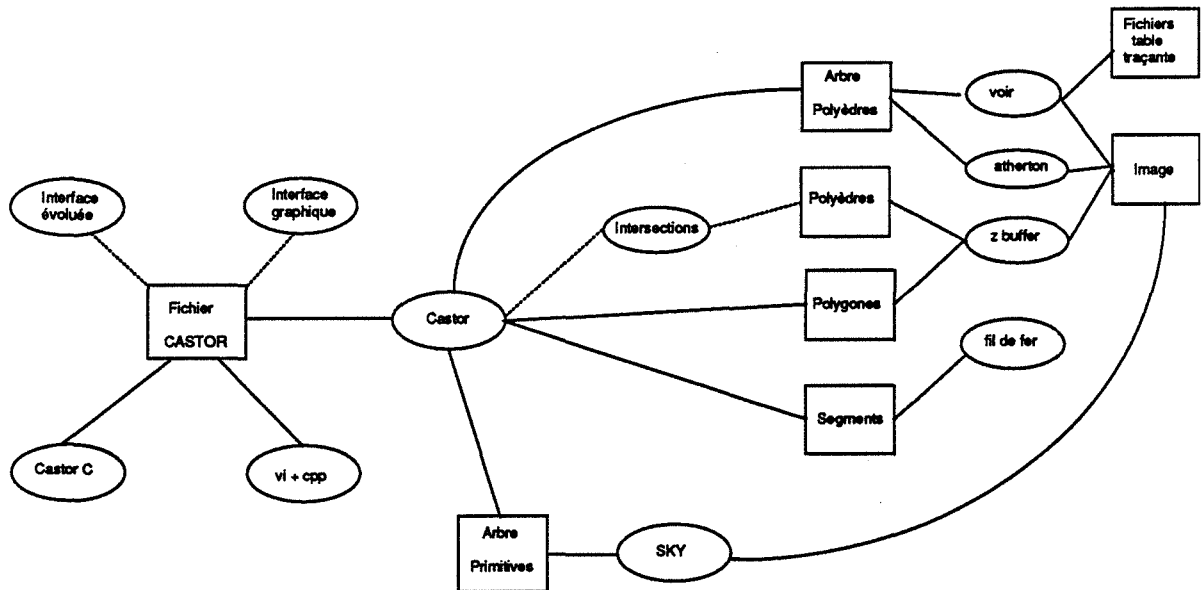 Fichiers
table
traçante
Arbre
Polyèdres
voir
atherton
Image
Interface
évoluée
Interface
graphique
Intersections
Polyèdres
z buffer
Fichier
CASTOR
Castor
Polygones
fil de fer
Segments
Castor C
vi + cpp
Arbre
Primitives
SKY